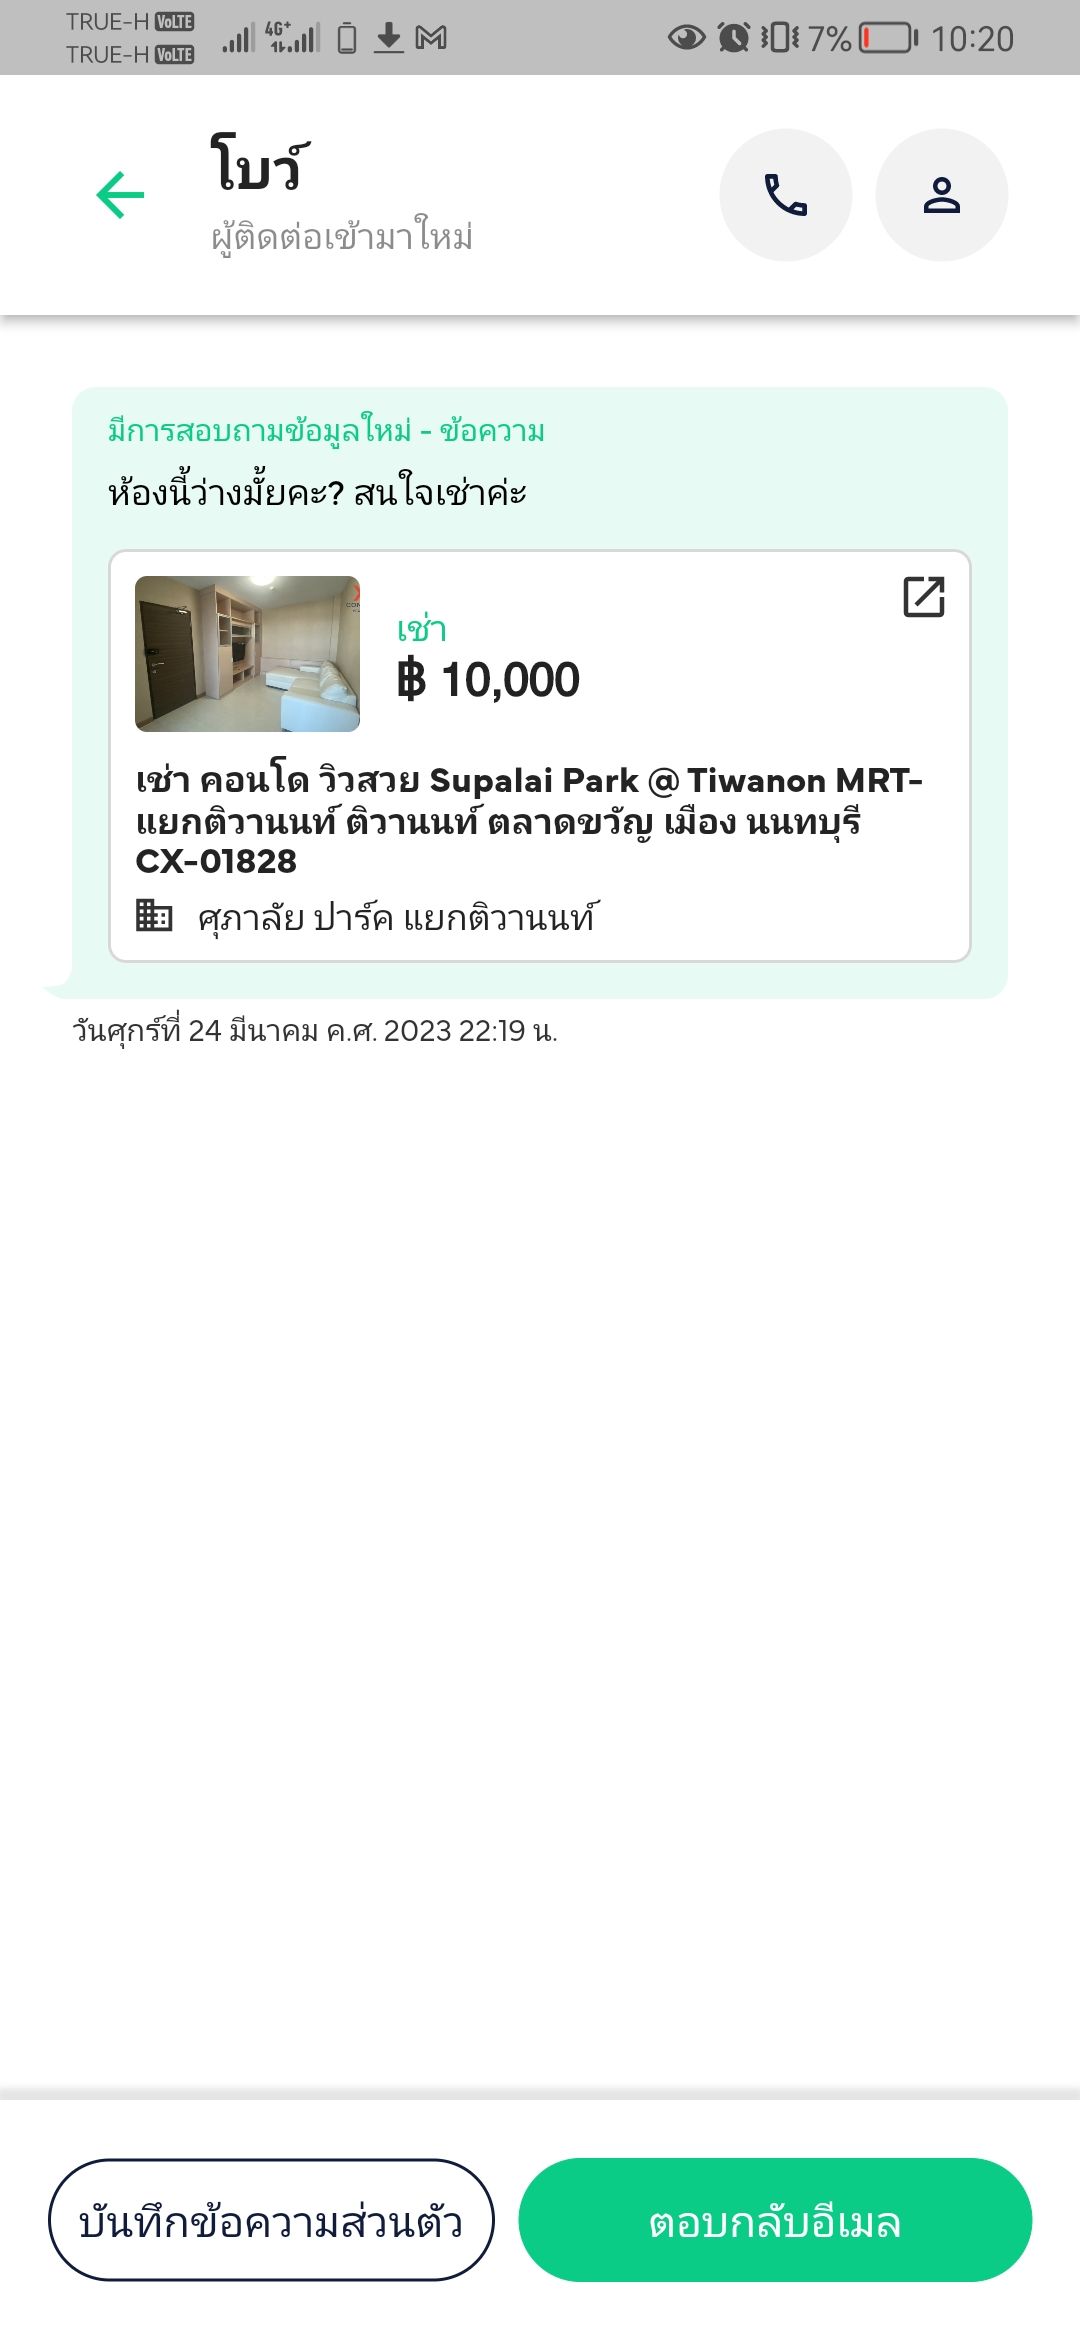 TRUE-H VoLTE
TRUE-H VoLTE
4G+
7%
10:20
โบว์
ผู้ติดต่อเข้ามาใหม่
มีการสอบถามข้อมูลใหม่ - ข้อความ
ห้องนี้ว่างมั้ยคะ? สนใจเช่าค่ะ
เช่า
฿ 10,000
เช่า คอนโด วิวสวย Supalai Park @ Tiwanon MRT-
แยกติวานนท์ ติวานนท์ ตลาดขวัญ เมือง นนทบุรี
CX-01828
ศุภาลัย ปาร์ค แยกติวานนท์
วันศุกร์ที่ 24 มีนาคม ค.ศ. 2023 22:19 น.
บันทึกข้อความส่วนตัว
ตอบกลับอีเมล